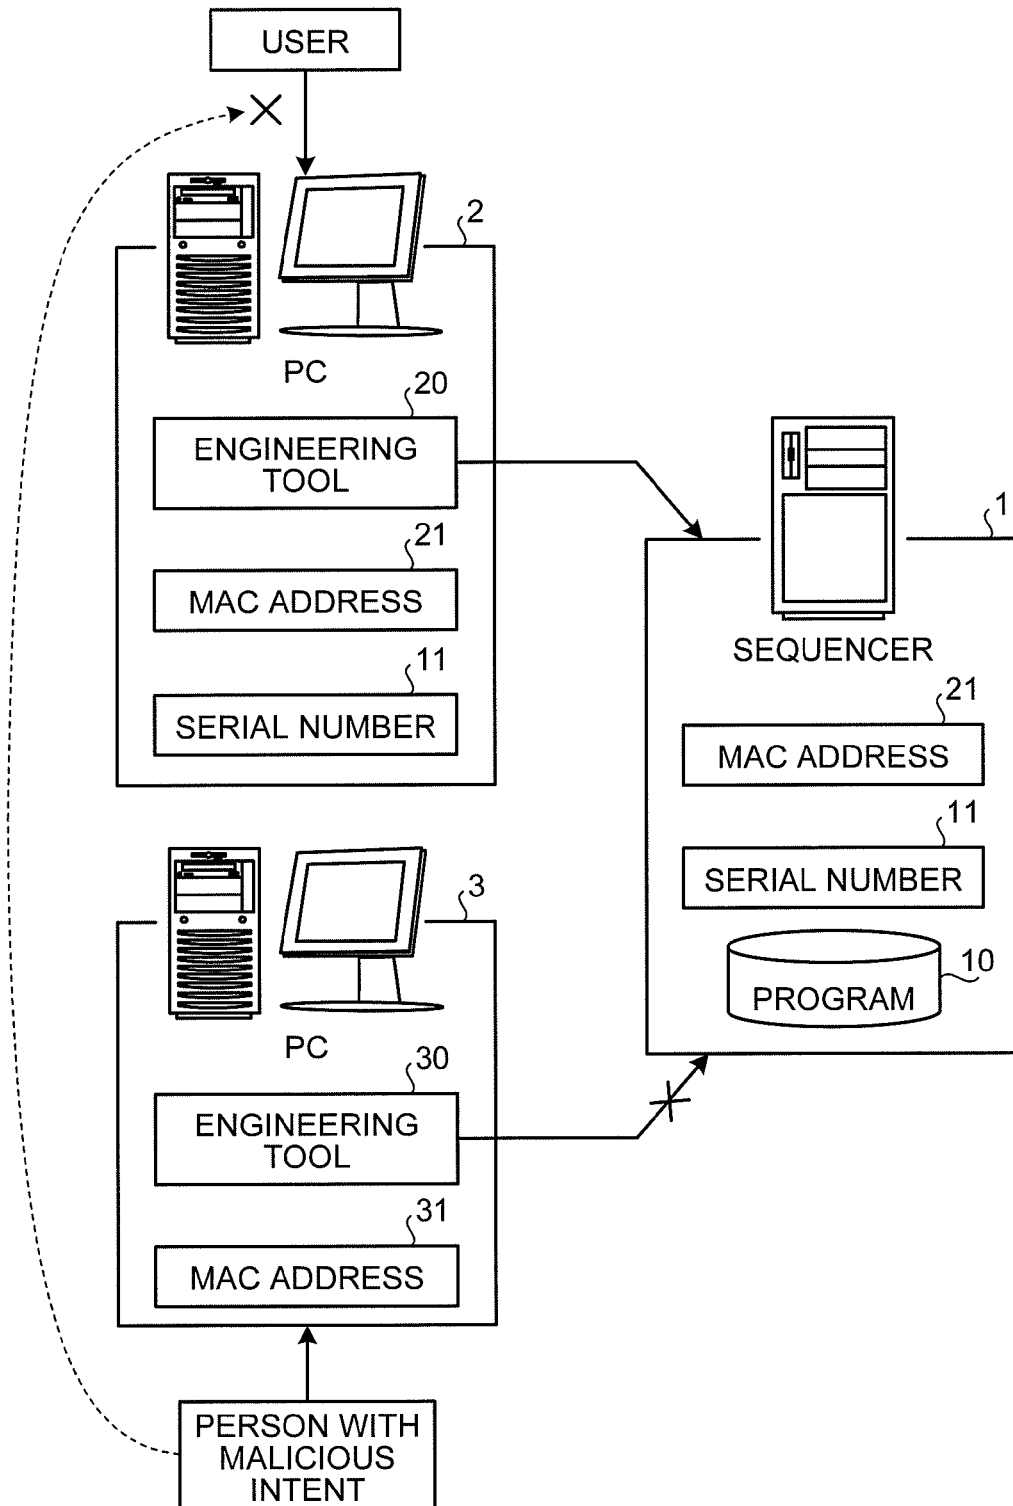 USER
2
PC
20
ENGINEERING
TOOL
21
MAC ADDRESS
11
SERIAL NUMBER
1
SEQUENCER
21
MAC ADDRESS
11
SERIAL NUMBER
10
PROGRAM
3
PC
30
ENGINEERING
TOOL
31
MAC ADDRESS
PERSON WITH
MALICIOUS
INTENT